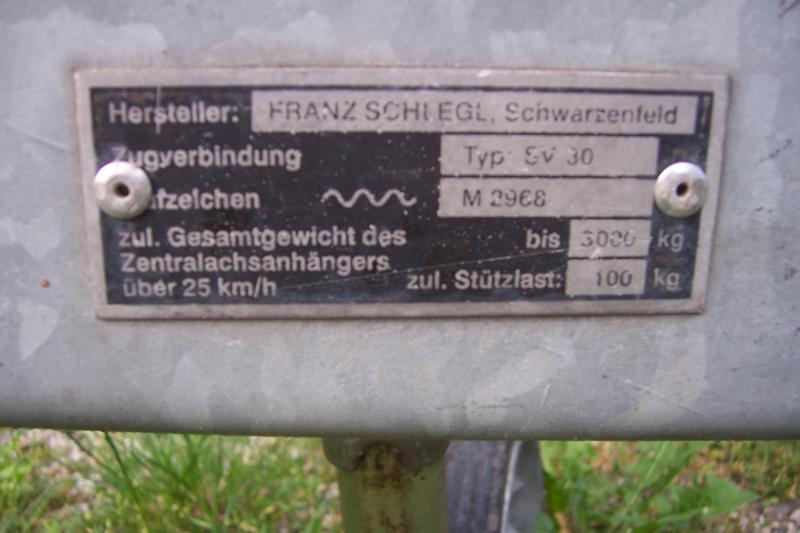 Hersteller: FRANZ SCHLEGL, Schwarzenfeld
Zugverbindung Typ: SV 30
M 2968
zul. Gesamtgewicht des bis 3000 kg
Zentralachsanhängers
über 25 km/h zul. Stützlast: 100 kg